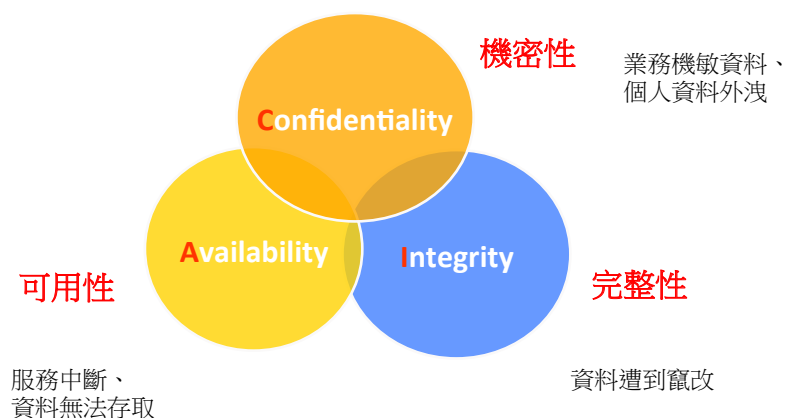 機密性
業務機敏資料、
個人資料外洩
Confidentiality
Availability
Integrity
可用性
完整性
服務中斷、
資料無法存取
資料遭到竄改